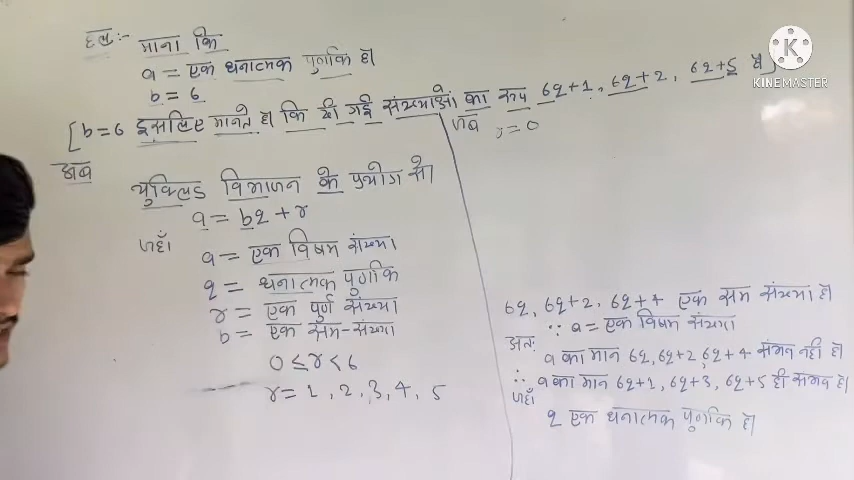 हल:-
माना कि
a = एक धनात्मक पुर्णांक है।
b = 6
[b=6 इसलिए मानते है। कि दी गई संख्याओं का रूप 6q+1, 6q+2, 6q+5 है]
अब
युक्लिड विभाजन के प्रयोग से।
a = bq + r
जहाँ
a = एक विषम संख्या
q = धनात्मक पुर्णांक
r = एक पुर्ण संख्या
b = एक सम-संख्या
0 ≤ r < 6
r = 1, 2, 3, 4, 5
जब
r = 0
6q, 6q+2, 6q+4 एक सम संख्या है।
∵ a = एक विषम संख्या
अतः
a का मान 6q, 6q+2, 6q+4 संभव नहीं है।
∴ a का मान 6q+1, 6q+3, 6q+5 ही संभव है।
जहाँ
q एक धनात्मक पुर्णांक है।
KINEMASTER